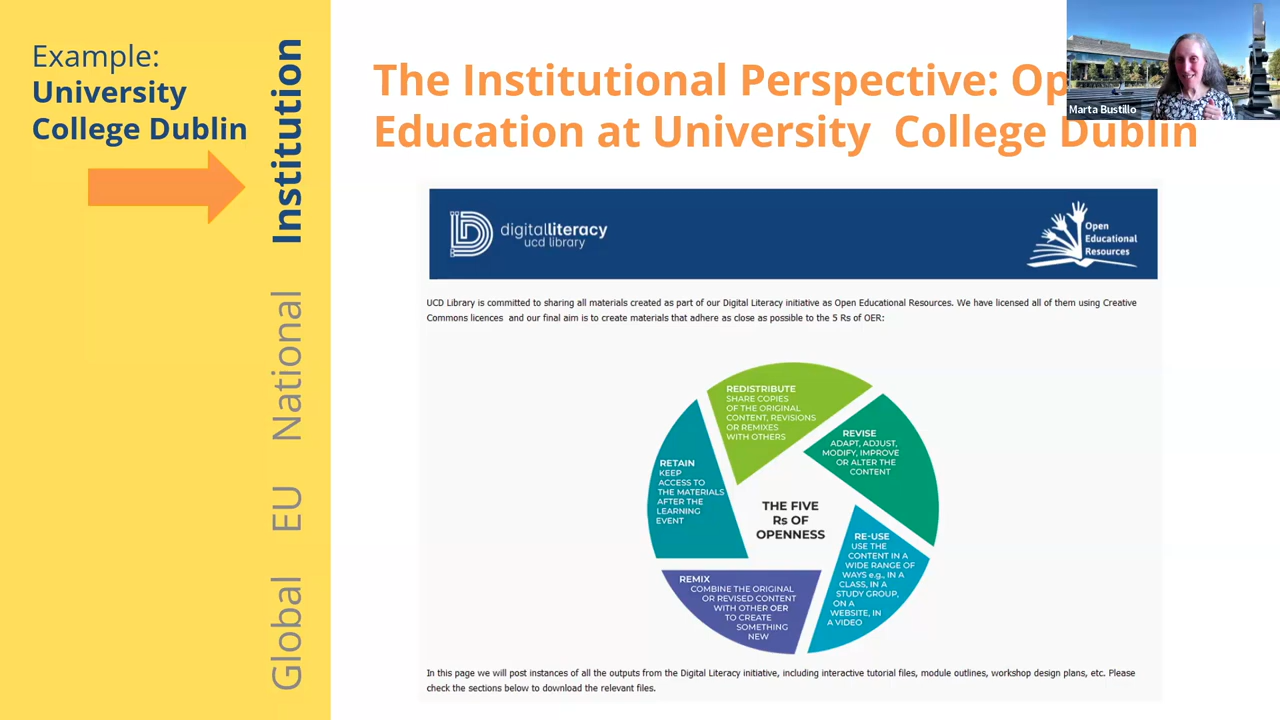 Example:
University
College Dublin
Institution
National
EU
Global
The Institutional Perspective: Op
Education at University College Dublin
Marta Bustillo
digitalliteracy
ucd library
Open
Educational
Resources
UCD Library is committed to sharing all materials created as part of our Digital Literacy initiative as Open Educational Resources. We have licensed all of them using Creative
Commons licences and our final aim is to create materials that adhere as close as possible to the 5 Rs of OER:
REDISTRIBUTE
SHARE COPIES
OF THE ORIGINAL
CONTENT, REVISIONS
OR REMIXES
WITH OTHERS
REVISE
ADAPT, ADJUST,
MODIFY, IMPROVE
OR ALTER THE
CONTENT
RETAIN
KEEP
ACCESS TO
THE MATERIALS
AFTER THE
LEARNING
EVENT
THE FIVE
Rs OF
OPENNESS
RE-USE
USE THE
CONTENT IN A
WIDE RANGE OF
WAYS e.g., IN A
CLASS, IN A
STUDY GROUP,
ON A
WEBSITE, IN
A VIDEO
REMIX
COMBINE THE ORIGINAL
OR REVISED CONTENT
WITH OTHER OER
TO CREATE
SOMETHING
NEW
In this page we will post instances of all the outputs from the Digital Literacy initiative, including interactive tutorial files, module outlines, workshop design plans, etc. Please
check the sections below to download the relevant files.